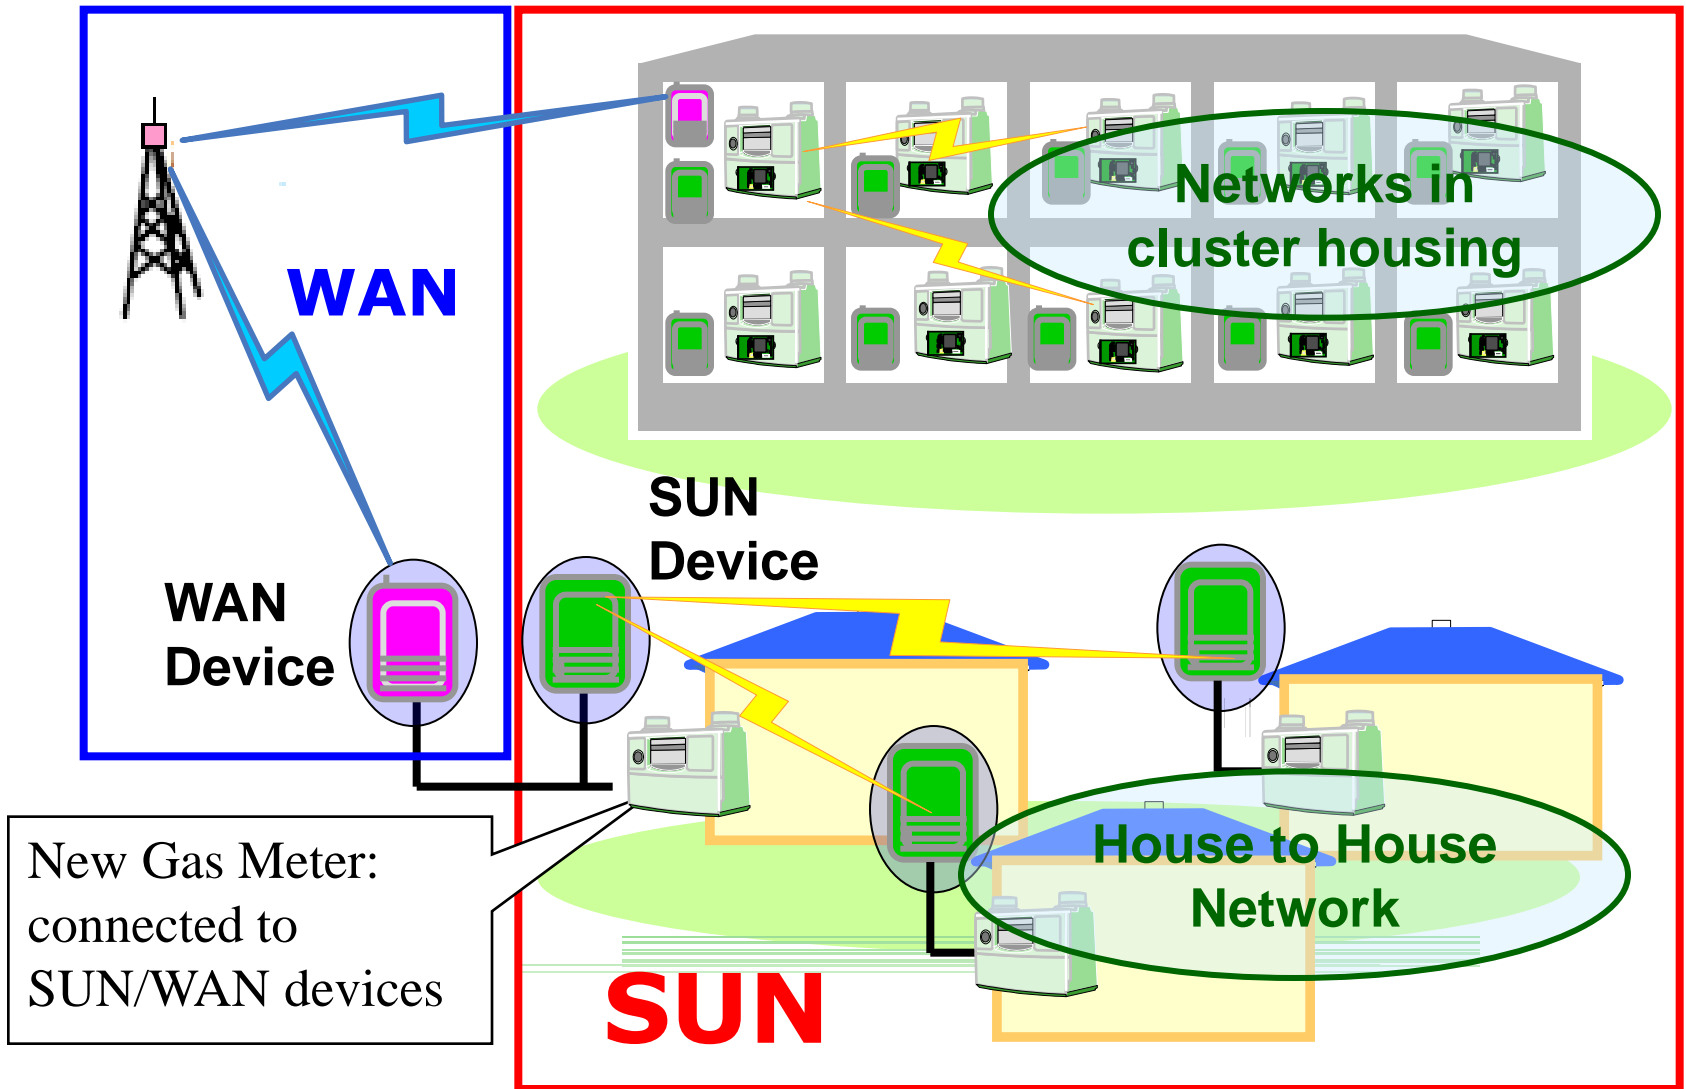 WAN
Networks in
cluster housing
SUN
Device
WAN
Device
New Gas Meter:
connected to
SUN/WAN devices
House to House
Network
SUN